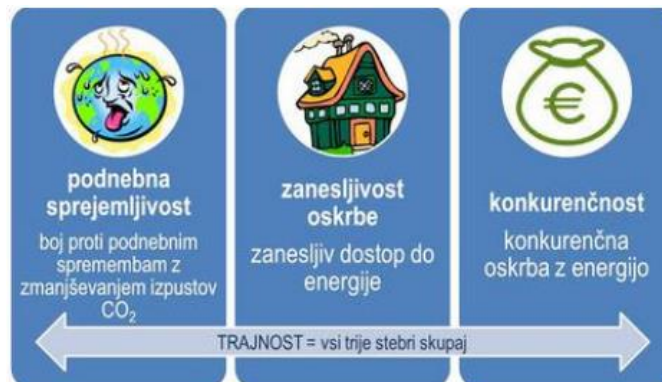 podnebna
sprejemljivost
boj proti podnebnim
spremembam z
zmanjševanjem izpustov
CO₂
zanesljivost
oskrbe
zanesljiv dostop do
energije
€
konkurenčnost
konkurenčna
oskrba z energijo
TRAJNOST = vsi trije stebri skupaj